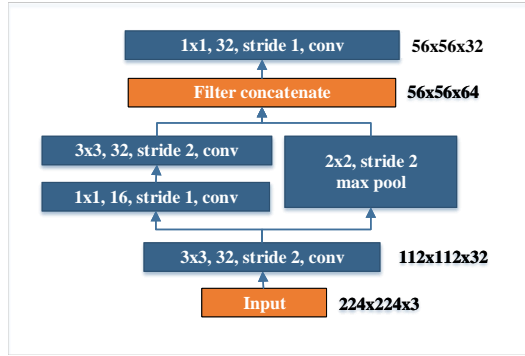 1x1, 32, stride 1, conv
56x56x32
Filter concatenate
56x56x64
3x3, 32, stride 2, conv
2x2, stride 2
max pool
1x1, 16, stride 1, conv
3x3, 32, stride 2, conv
112x112x32
Input
224x224x3